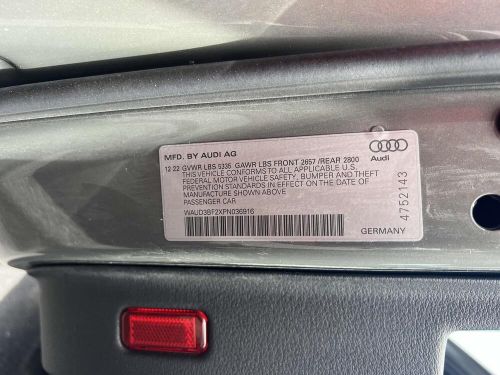 MFD. BY AUDI AG
12 22 GVWR LBS 5335 GAWR LBS FRONT 2657 /REAR 2800
THIS VEHICLE CONFORMS TO ALL APPLICABLE U.S.
FEDERAL MOTOR VEHICLE SAFETY, BUMPER AND THEFT
PREVENTION STANDARDS IN EFFECT ON THE DATE OF
MANUFACTURE SHOWN ABOVE
PASSENGER CAR
WAUD3BF2XPN036916
Audi
4752143
GERMANY